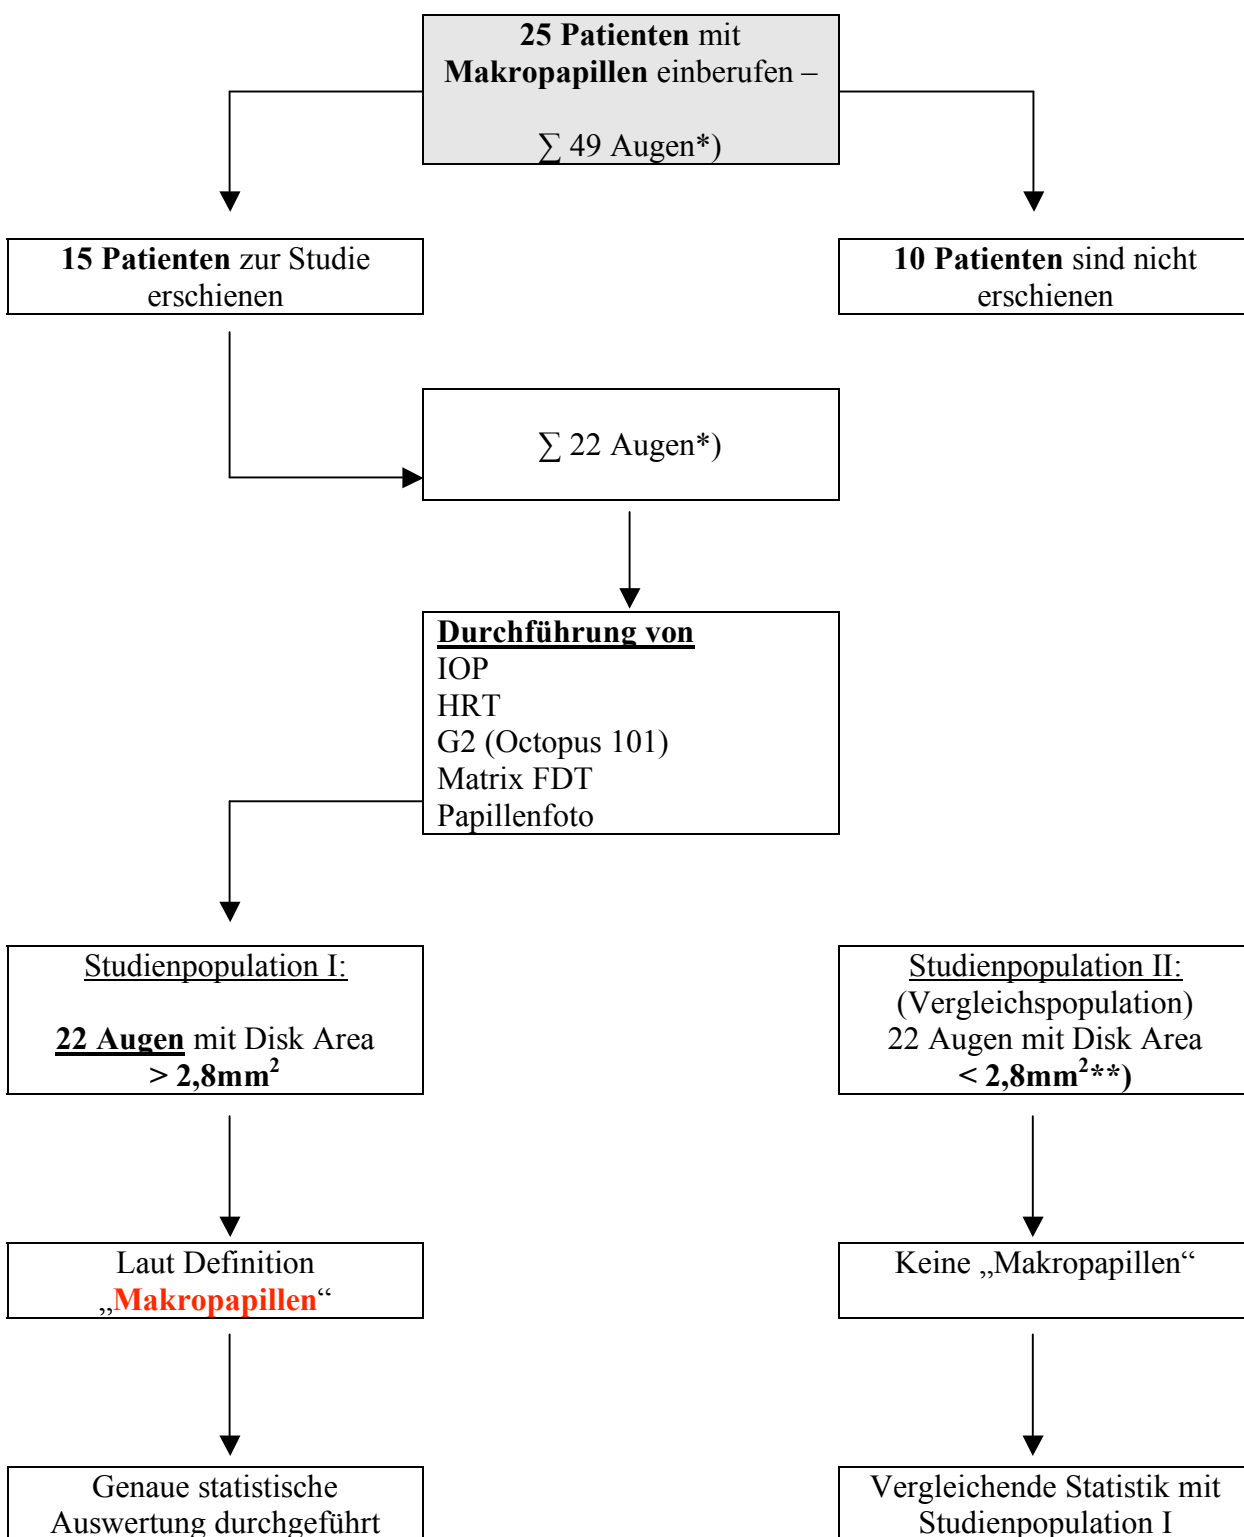 25 Patienten mit
Makropapillen einberufen –
∑ 49 Augen*)
15 Patienten zur Studie
erschienen
10 Patienten sind nicht
erschienen
∑ 22 Augen*)
Durchführung von
IOP
HRT
G2 (Octopus 101)
Matrix FDT
Papillenfoto
Studienpopulation I:
22 Augen mit Disk Area
> 2,8mm²
Studienpopulation II:
(Vergleichspopulation)
22 Augen mit Disk Area
< 2,8mm²**)
Laut Definition
„Makropapillen“
Keine „Makropapillen“
Genaue statistische
Auswertung durchgeführt
Vergleichende Statistik mit
Studienpopulation I